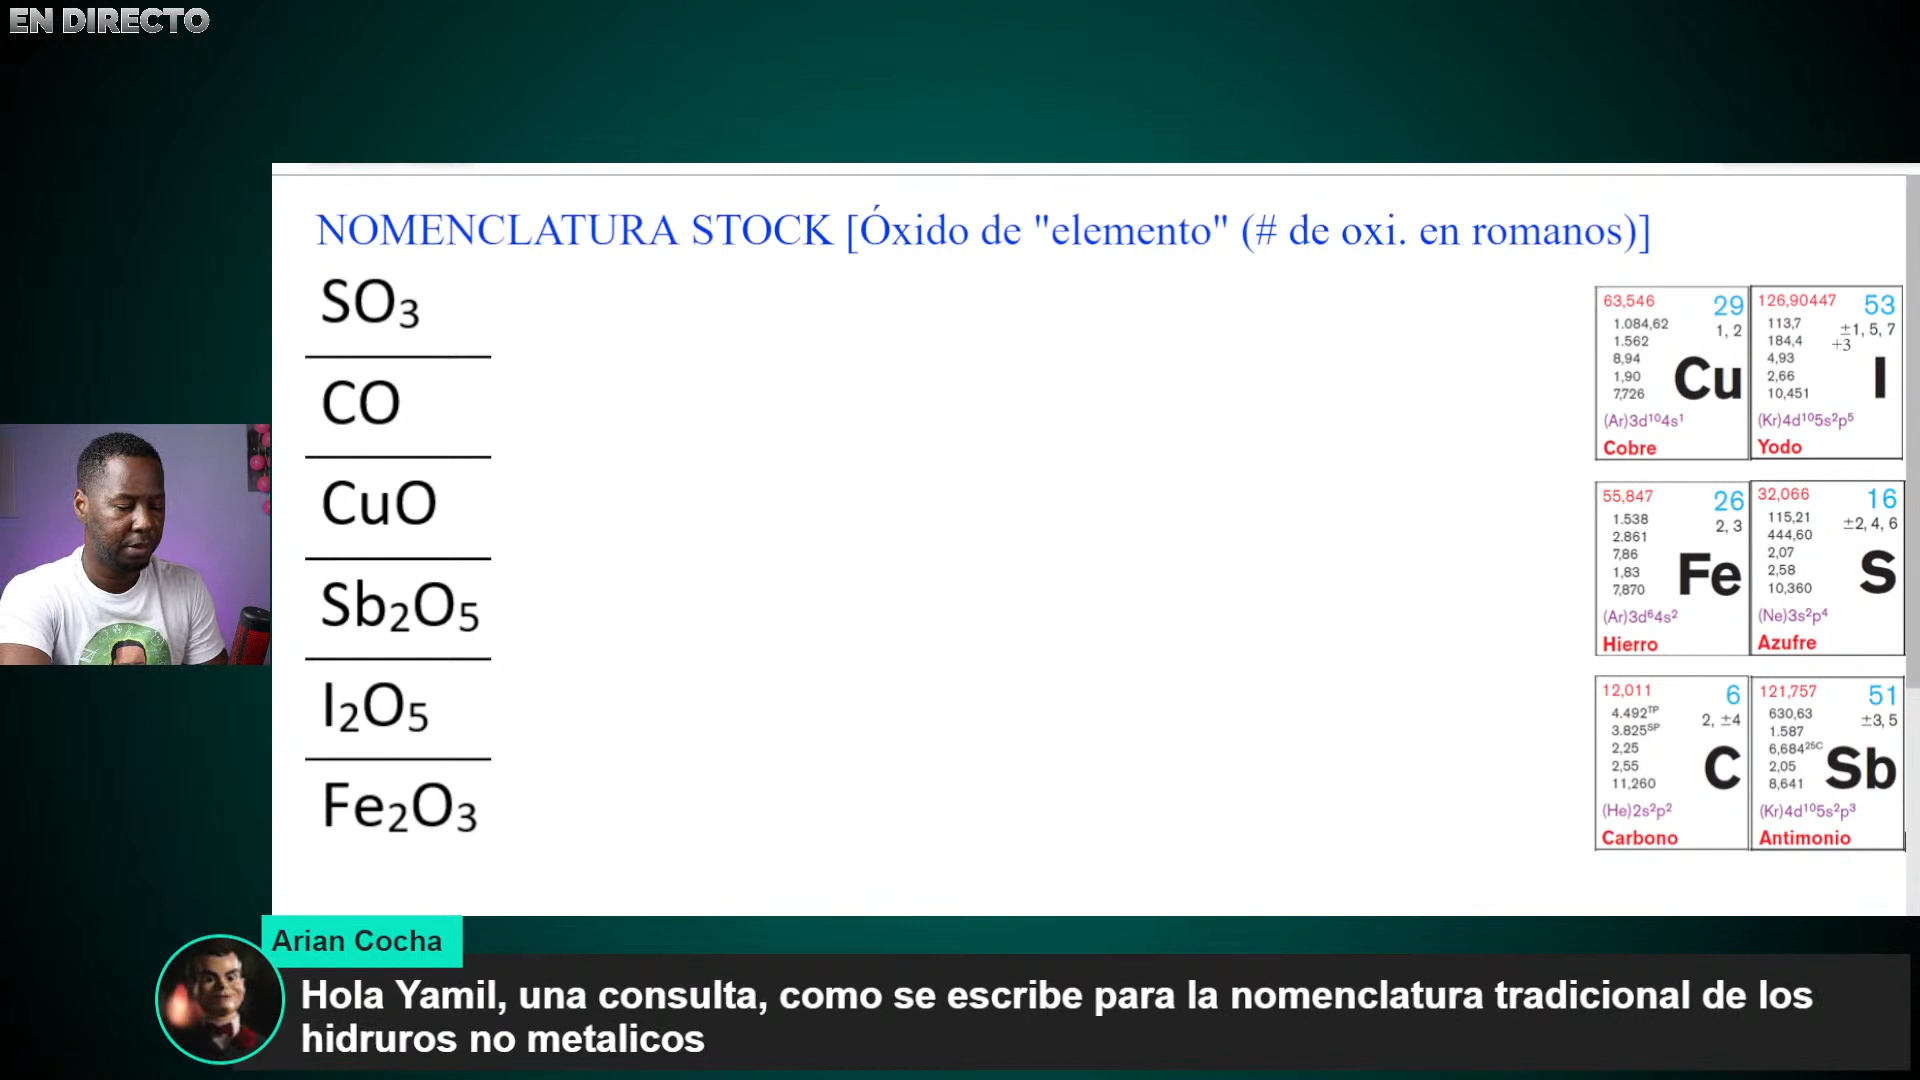 EN DIRECTO
NOMENCLATURA STOCK [Óxido de "elemento" (# de oxi. en romanos)]
SO₃
CO
CuO
Sb₂O₅
I₂O₅
Fe₂O₃
63,546 29
1.084,62 1, 2
1.562
8,94
1,90
7,726
Cu
(Ar)3d¹⁰4s¹
Cobre
126,90447 53
113,7 ±1, 5, 7
184,4 +3
4,93
2,66
10,451
I
(Kr)4d¹⁰5s²p⁵
Yodo
55,847 26
1.538 2, 3
2.861
7,86
1,83
7,870
Fe
(Ar)3d⁶4s²
Hierro
32,066 16
115,21 ±2, 4, 6
444,60
2,07
2,58
10,360
S
(Ne)3s²p⁴
Azufre
12,011 6
4.492ᵀᴾ 2, ±4
3.825ˢᴾ
2,25
2,55
11,260
C
(He)2s²p²
Carbono
121,757 51
630,63 ±3, 5
1.587
6,684²⁵ᶜ
2,05
8,641
Sb
(Kr)4d¹⁰5s²p³
Antimonio
Arian Cocha
Hola Yamil, una consulta, como se escribe para la nomenclatura tradicional de los
hidruros no metalicos